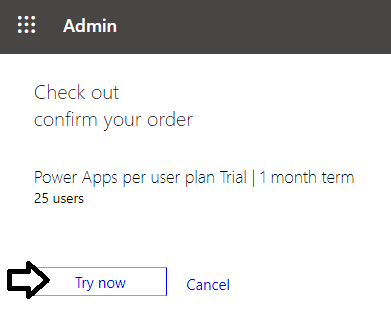 Admin
Check out
confirm your order
Power Apps per user plan Trial | 1 month term
25 users
Try now
Cancel